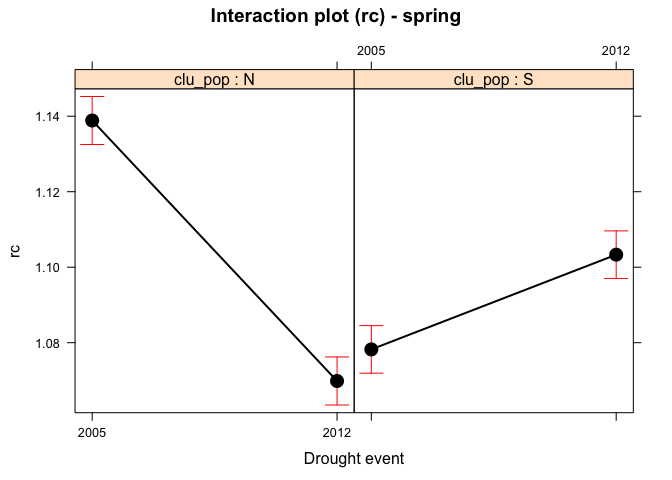 Interaction plot (rc) - spring
2005 2012
clu_pop : N clu_pop : S
1.14
1.12
1.10
1.08
rc
2005 2012
Drought event